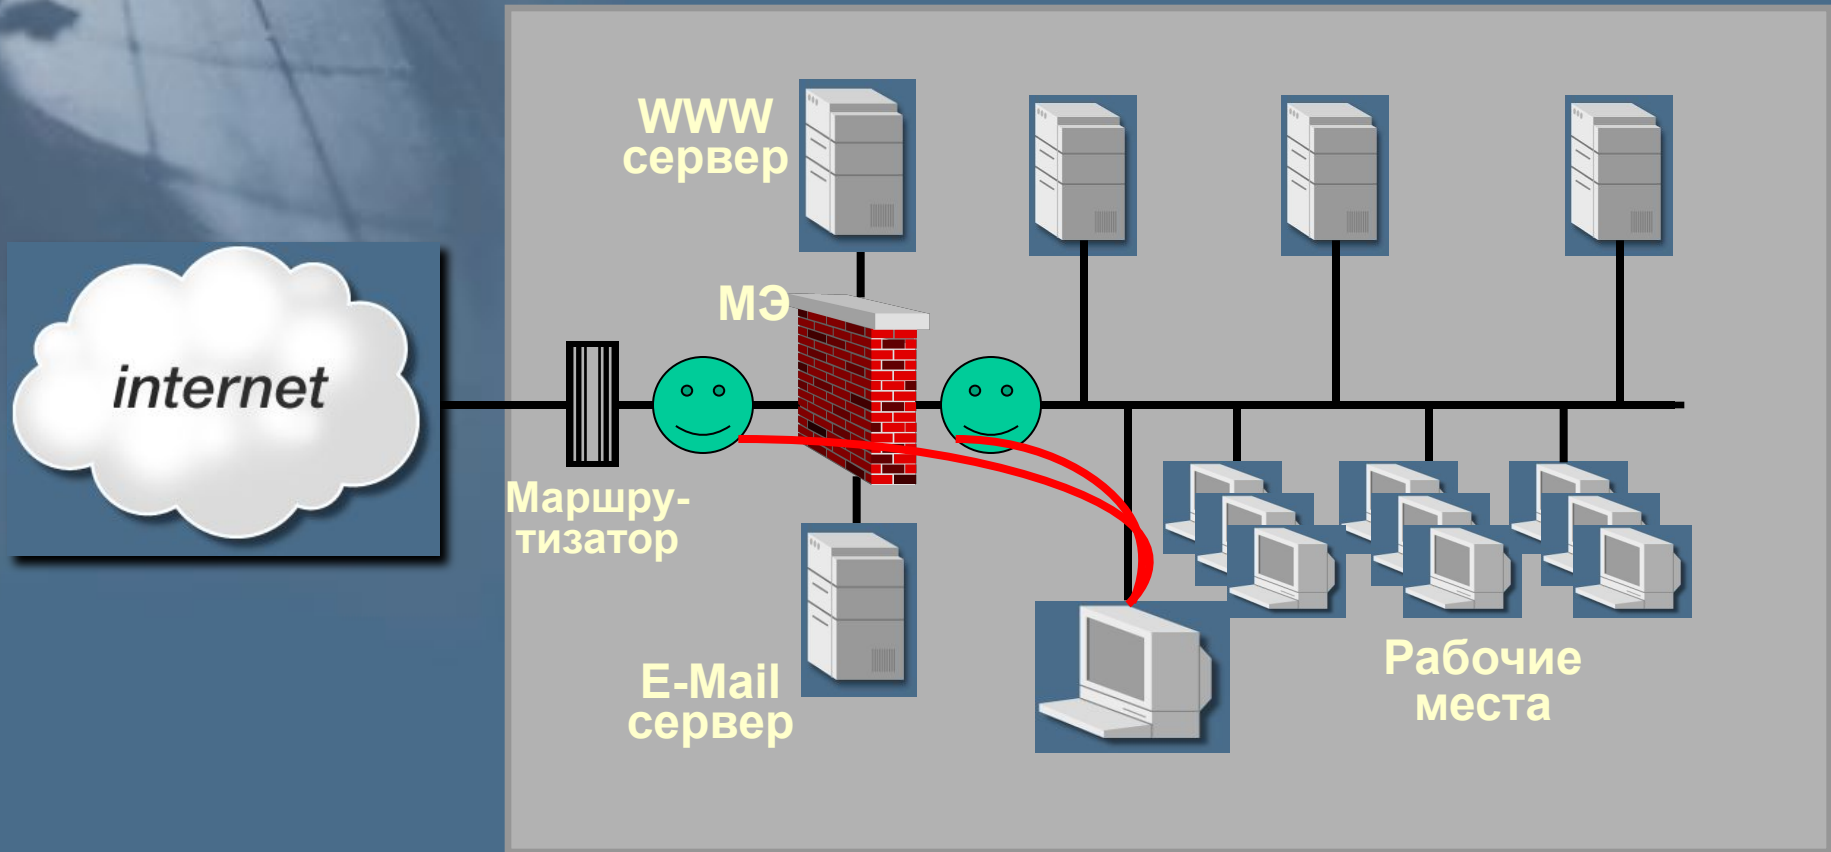 WWW
сервер
МЭ
internet
Маршру-
тизатор
E-Mail
сервер
Рабочие
места